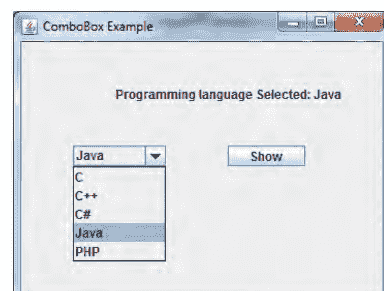 ComboBox Example
Programming language Selected: Java
Java
Show
C
C++
C#
Java
PHP